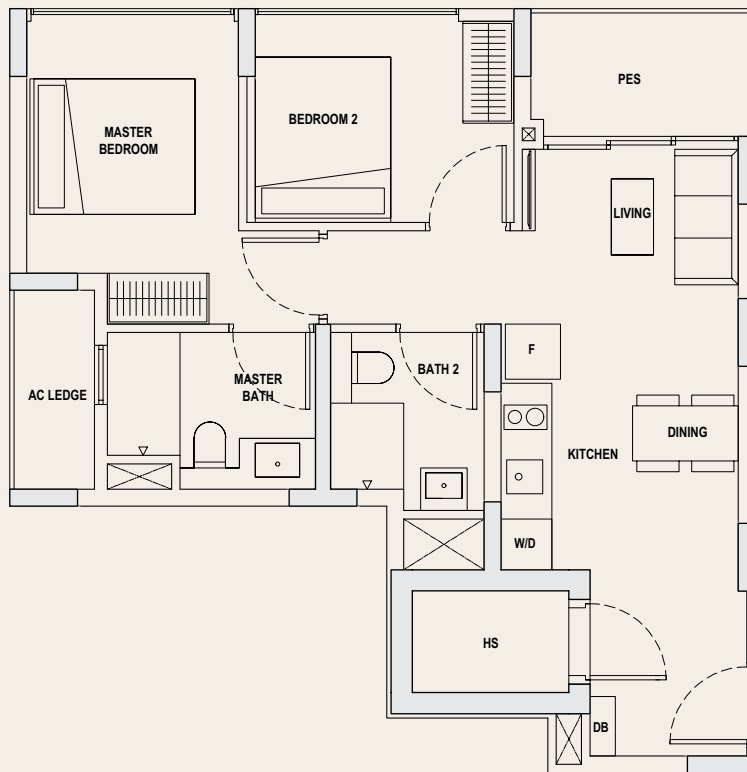 PES
MASTER
BEDROOM
BEDROOM 2
LIVING
F
BATH 2
MASTER
BATH
AC LEDGE
DINING
KITCHEN
W/D
HS
DB